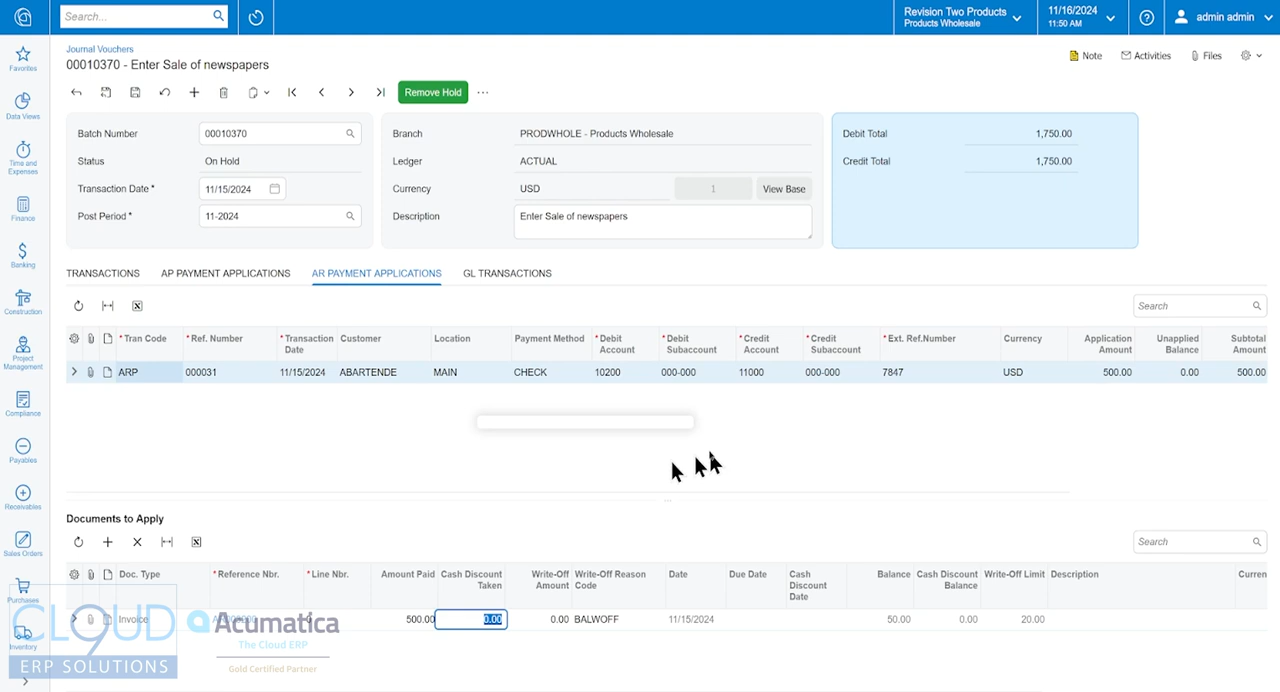 Search...
Revision Two Products
Products Wholesale
11/16/2024
11:50 AM
admin admin
Favorites
Data Views
Time and Expenses
Finance
Banking
Construction
Project Management
Compliance
Payables
Receivables
Sales Orders
Purchases
Inventory
Journal Vouchers
00010370 - Enter Sale of newspapers
Note
Activities
Files
Remove Hold
Batch Number
00010370
Status
On Hold
Transaction Date *
11/15/2024
Post Period *
11-2024
Branch
PRODWHOLE - Products Wholesale
Ledger
ACTUAL
Currency
USD
1
View Base
Description
Enter Sale of newspapers
Debit Total
1,750.00
Credit Total
1,750.00
TRANSACTIONS AP PAYMENT APPLICATIONS AR PAYMENT APPLICATIONS GL TRANSACTIONS
Search
* Tran Code * Ref. Number * Transaction Date Customer Location Payment Method * Debit Account * Debit Subaccount * Credit Account * Credit Subaccount * Ext. Ref.Number Currency Application Amount Unapplied Balance Subtotal Amount
ARP 000031 11/15/2024 ABARTENDE MAIN CHECK 10200 000-000 11000 000-000 7847 USD 500.00 0.00 500.00
Documents to Apply
Search
Doc. Type * Reference Nbr. * Line Nbr. Amount Paid Cash Discount Taken Write-Off Amount Write-Off Reason Code Date Due Date Cash Discount Date Balance Cash Discount Balance Write-Off Limit Description Curren
Invoice 500.00 0.00 0.00 BALWOFF 11/15/2024 50.00 0.00 20.00
CLOUD 9
ERP SOLUTIONS
Acumatica
The Cloud ERP
Gold Certified Partner